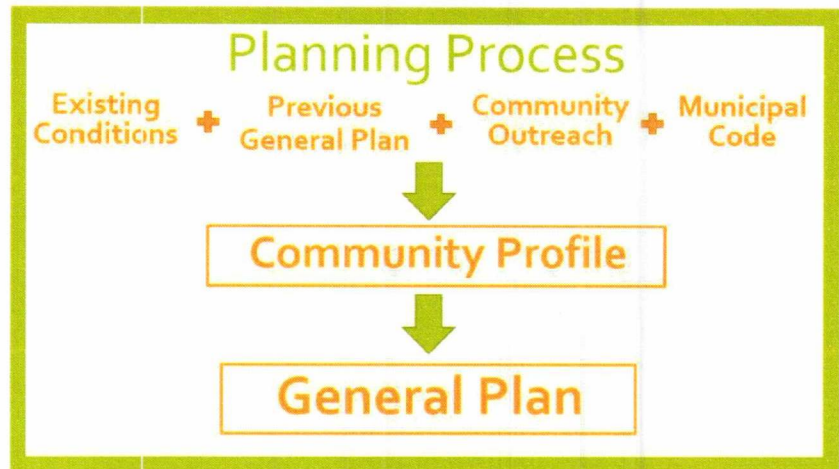 Planning Process
Existing Conditions + Previous General Plan + Community Outreach + Municipal Code
Community Profile
General Plan